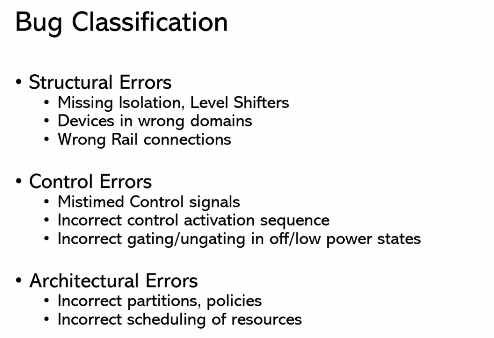 Bug Classification
• Structural Errors
• Missing Isolation, Level Shifters
• Devices in wrong domains
• Wrong Rail connections
• Control Errors
• Mistimed Control signals
• Incorrect control activation sequence
• Incorrect gating/ungating in off/low power states
• Architectural Errors
• Incorrect partitions, policies
• Incorrect scheduling of resources